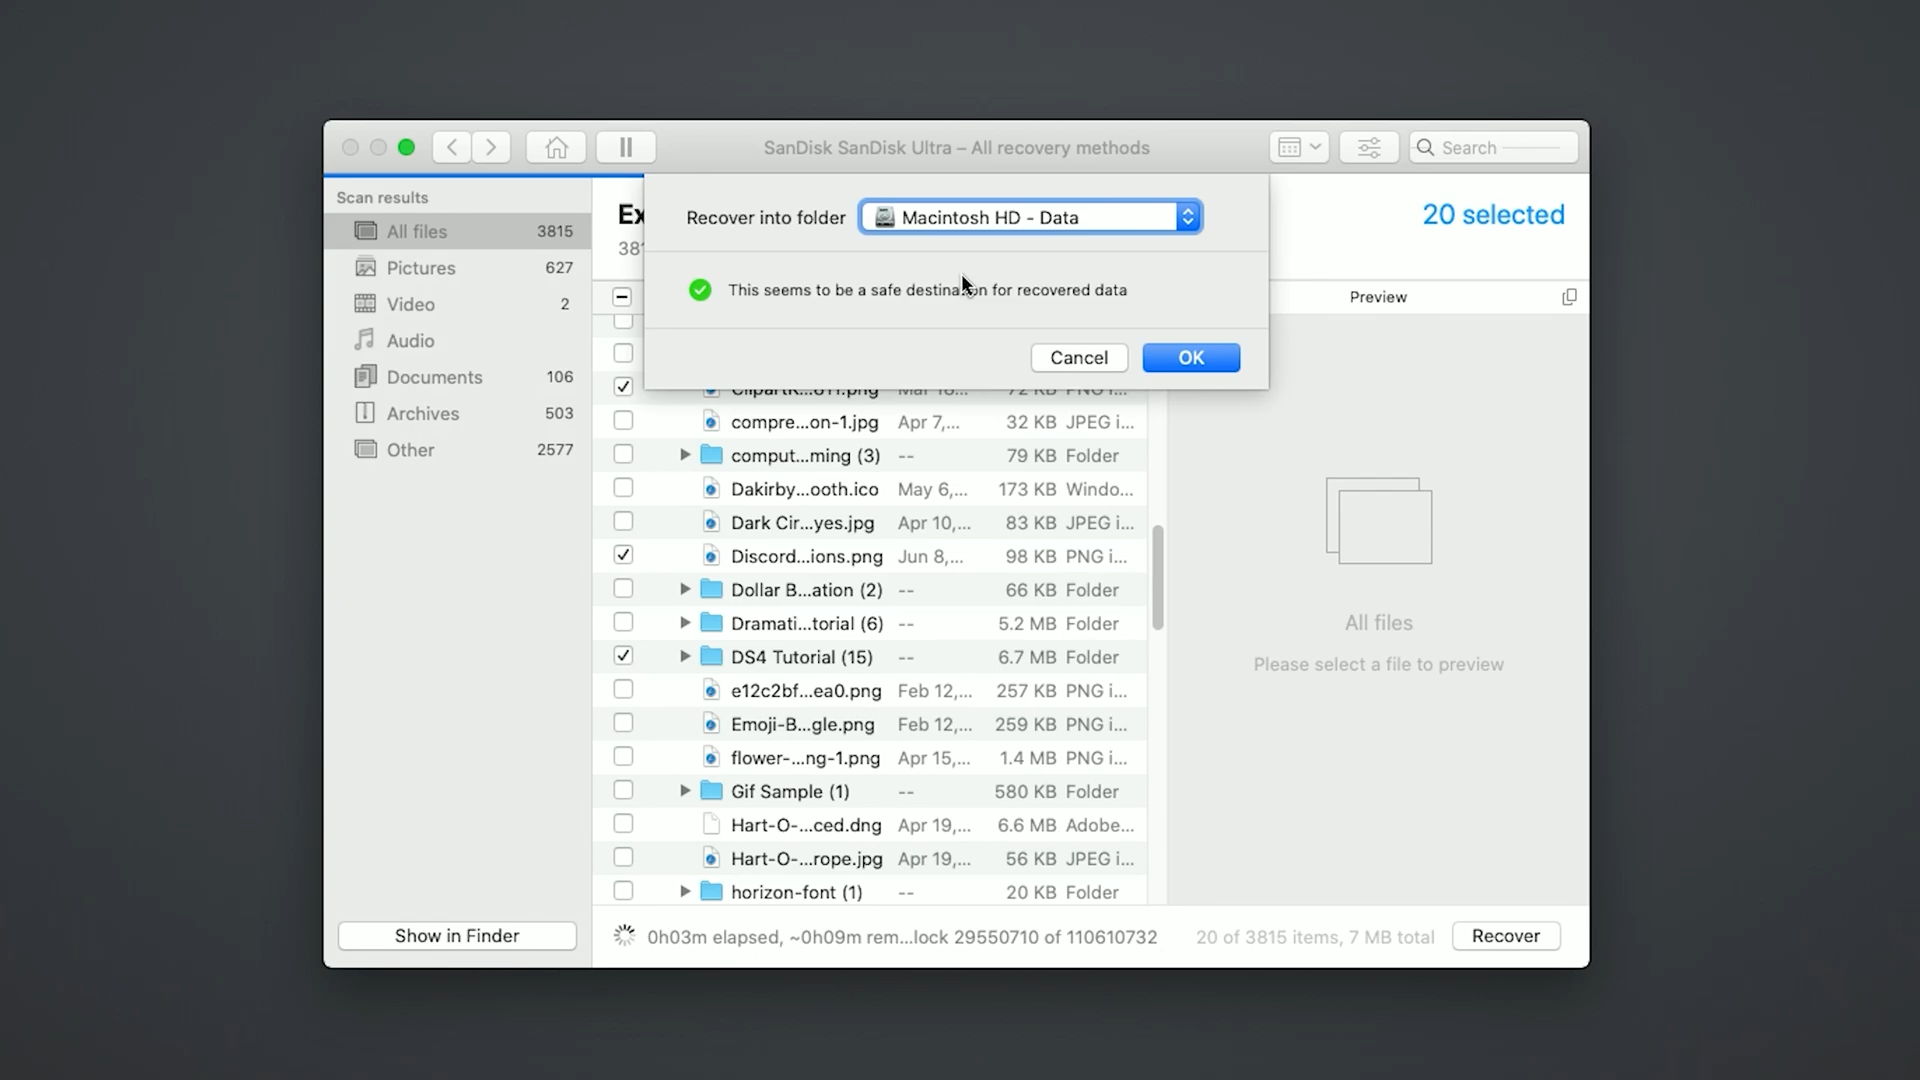 SanDisk SanDisk Ultra – All recovery methods
Search
Scan results
All files 3815
Pictures 627
Video 2
Audio
Documents 106
Archives 503
Other 2577
Show in Finder
Ex
38
20 selected
Recover into folder Macintosh HD - Data
This seems to be a safe destina n for recovered data
Cancel OK
Preview
compre...on-1.jpg Apr 7,... 32 KB JPEG i...
comput...ming (3) -- 79 KB Folder
Dakirby...ooth.ico May 6,... 173 KB Windo...
Dark Cir...yes.jpg Apr 10,... 83 KB JPEG i...
Discord...ions.png Jun 8,... 98 KB PNG i...
Dollar B...ation (2) -- 66 KB Folder
Dramati...torial (6) -- 5.2 MB Folder
DS4 Tutorial (15) -- 6.7 MB Folder
e12c2bf...ea0.png Feb 12,... 257 KB PNG i...
Emoji-B...gle.png Feb 12,... 259 KB PNG i...
flower-...ng-1.png Apr 15,... 1.4 MB PNG i...
Gif Sample (1) -- 580 KB Folder
Hart-O-...ced.dng Apr 19,... 6.6 MB Adobe...
Hart-O-...rope.jpg Apr 19,... 56 KB JPEG i...
horizon-font (1) -- 20 KB Folder
All files
Please select a file to preview
0h03m elapsed, ~0h09m rem...lock 29550710 of 110610732
20 of 3815 items, 7 MB total
Recover